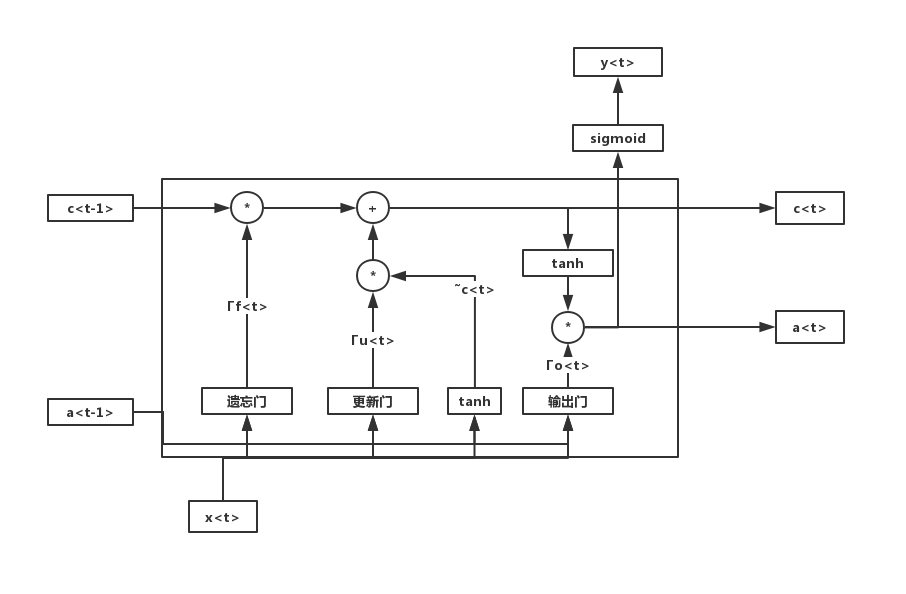 y<t>
sigmoid
c<t-1>
*
+
c<t>
tanh
*
˜c<t>
Γf<t>
*
a<t>
Γu<t>
Γo<t>
遗忘门
更新门
tanh
输出门
a<t-1>
x<t>